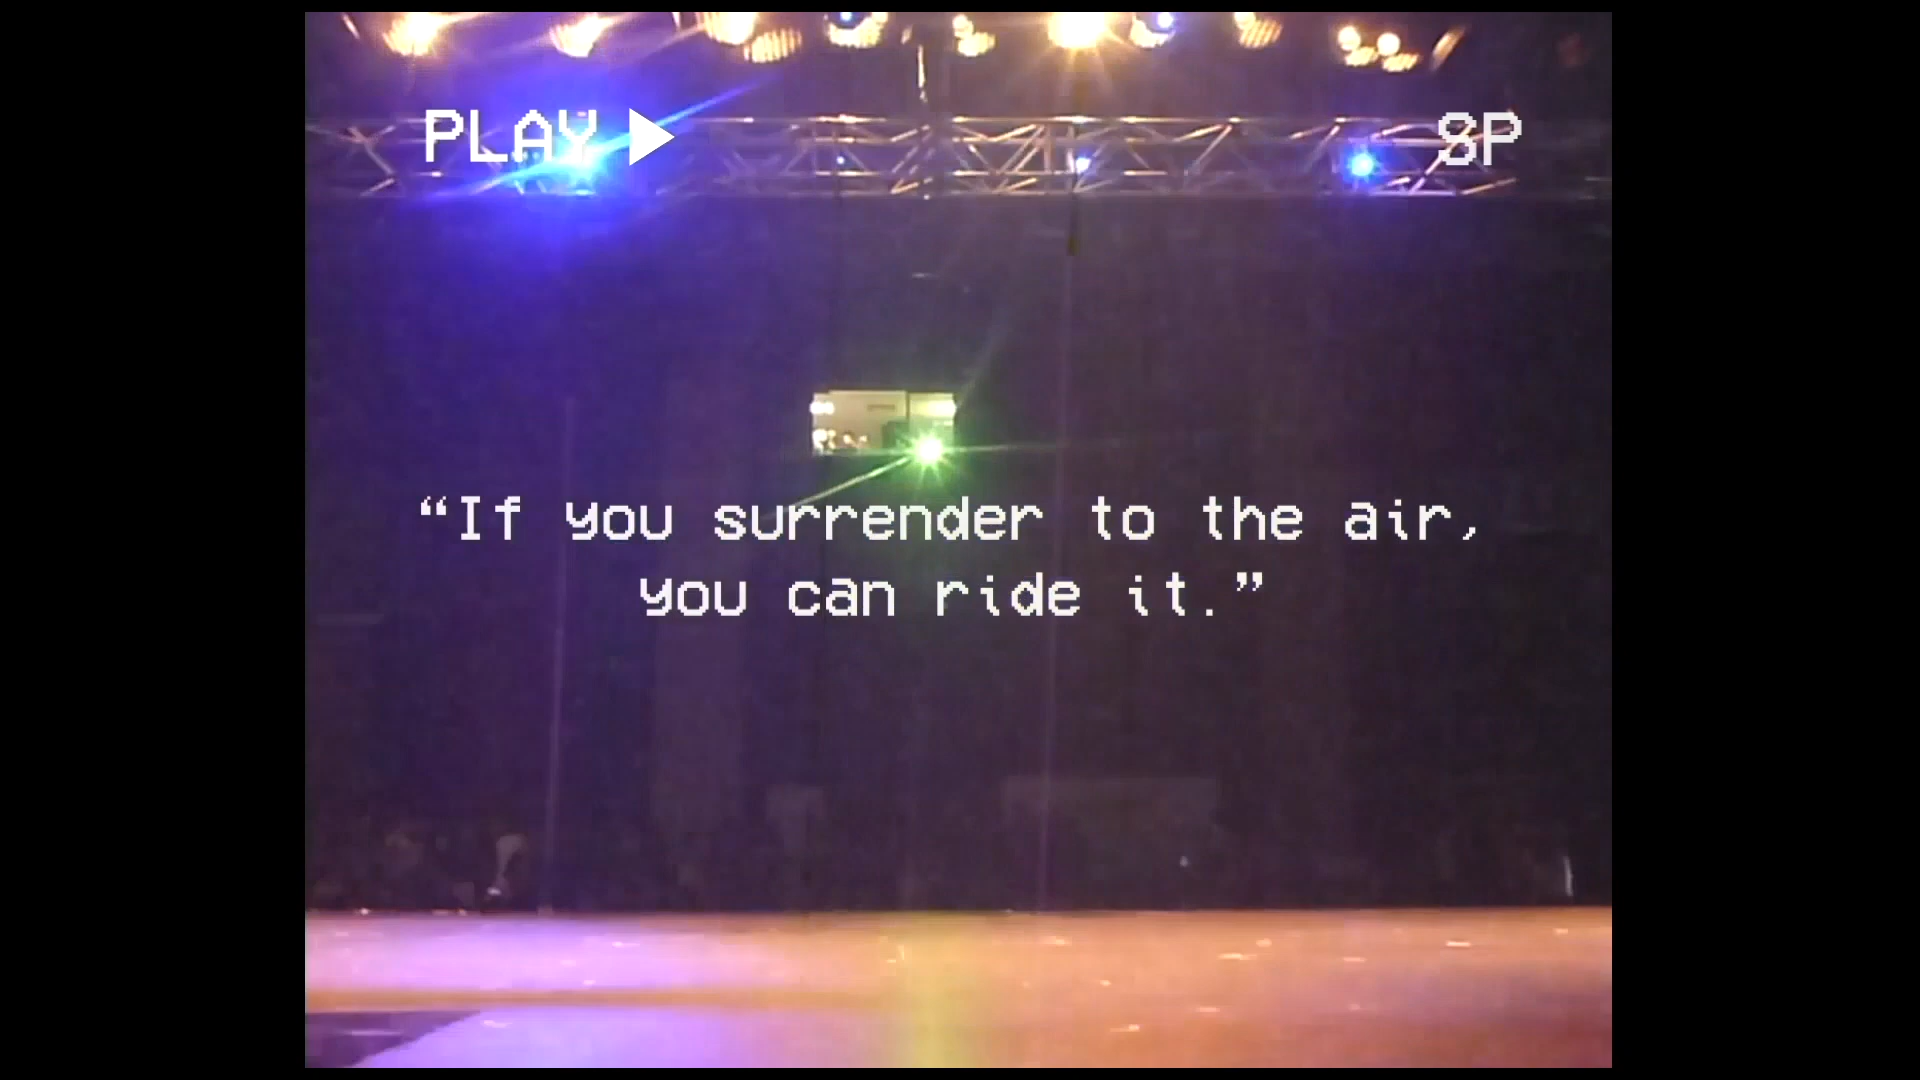 PLAY SP
“If you surrender to the air,
you can ride it.”